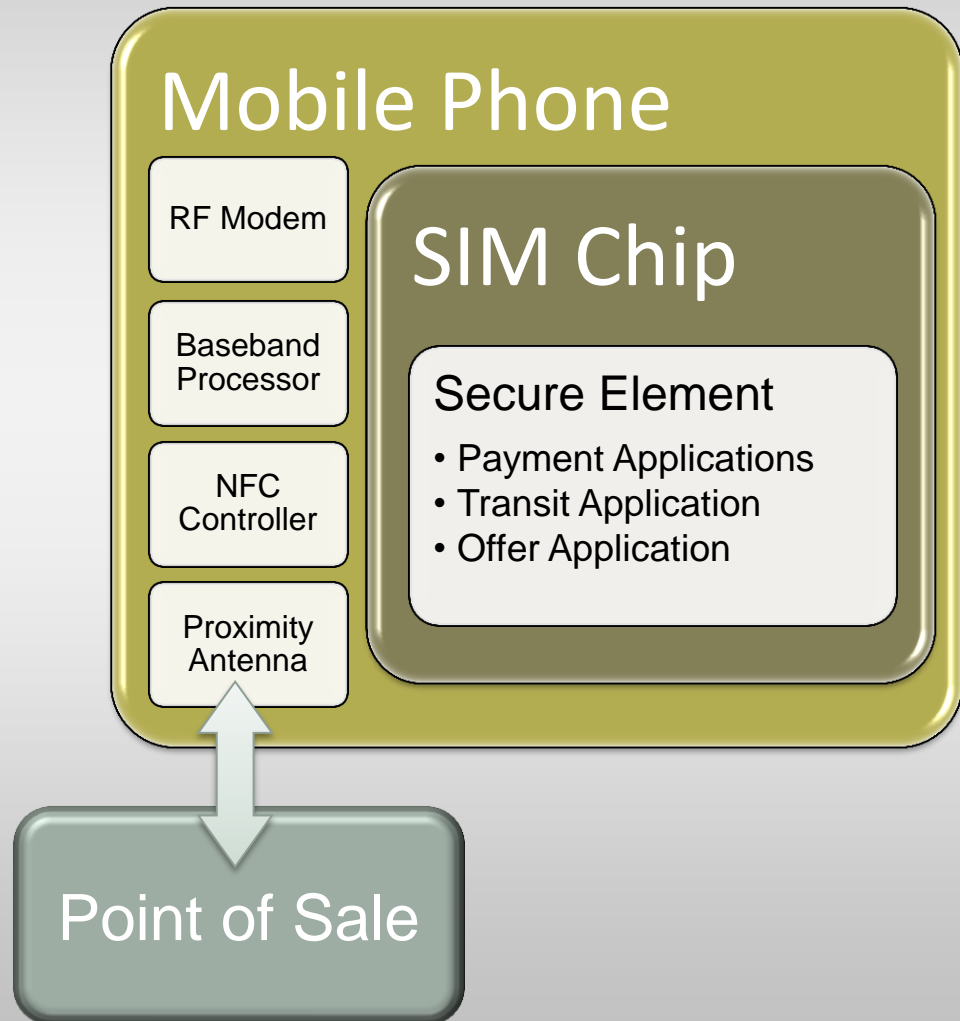 Mobile Phone
RF Modem
Baseband
Processor
NFC
Controller
Proximity
Antenna
SIM Chip
Secure Element
• Payment Applications
• Transit Application
• Offer Application
Point of Sale